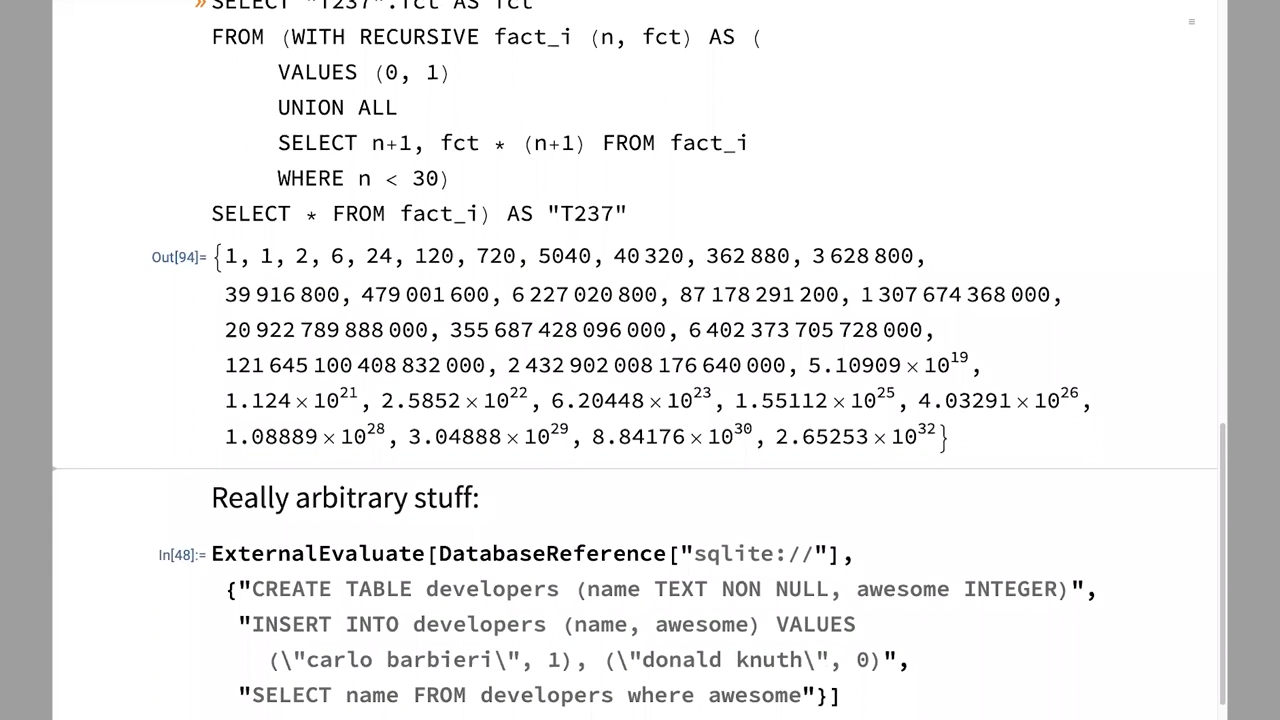 » SELECT "T237".fct AS fct
FROM (WITH RECURSIVE fact_i (n, fct) AS (
VALUES (0, 1)
UNION ALL
SELECT n+1, fct * (n+1) FROM fact_i
WHERE n < 30)
SELECT * FROM fact_i) AS "T237"
Out[94]= {1, 1, 2, 6, 24, 120, 720, 5040, 40 320, 362 880, 3 628 800,
39 916 800, 479 001 600, 6 227 020 800, 87 178 291 200, 1 307 674 368 000,
20 922 789 888 000, 355 687 428 096 000, 6 402 373 705 728 000,
121 645 100 408 832 000, 2 432 902 008 176 640 000, 5.10909 × 10^19,
1.124 × 10^21, 2.5852 × 10^22, 6.20448 × 10^23, 1.55112 × 10^25, 4.03291 × 10^26,
1.08889 × 10^28, 3.04888 × 10^29, 8.84176 × 10^30, 2.65253 × 10^32}
Really arbitrary stuff:
In[48]:= ExternalEvaluate[DatabaseReference["sqlite://"],
{"CREATE TABLE developers (name TEXT NON NULL, awesome INTEGER)",
"INSERT INTO developers (name, awesome) VALUES
(\"carlo barbieri\", 1), (\"donald knuth\", 0)",
"SELECT name FROM developers where awesome"}]